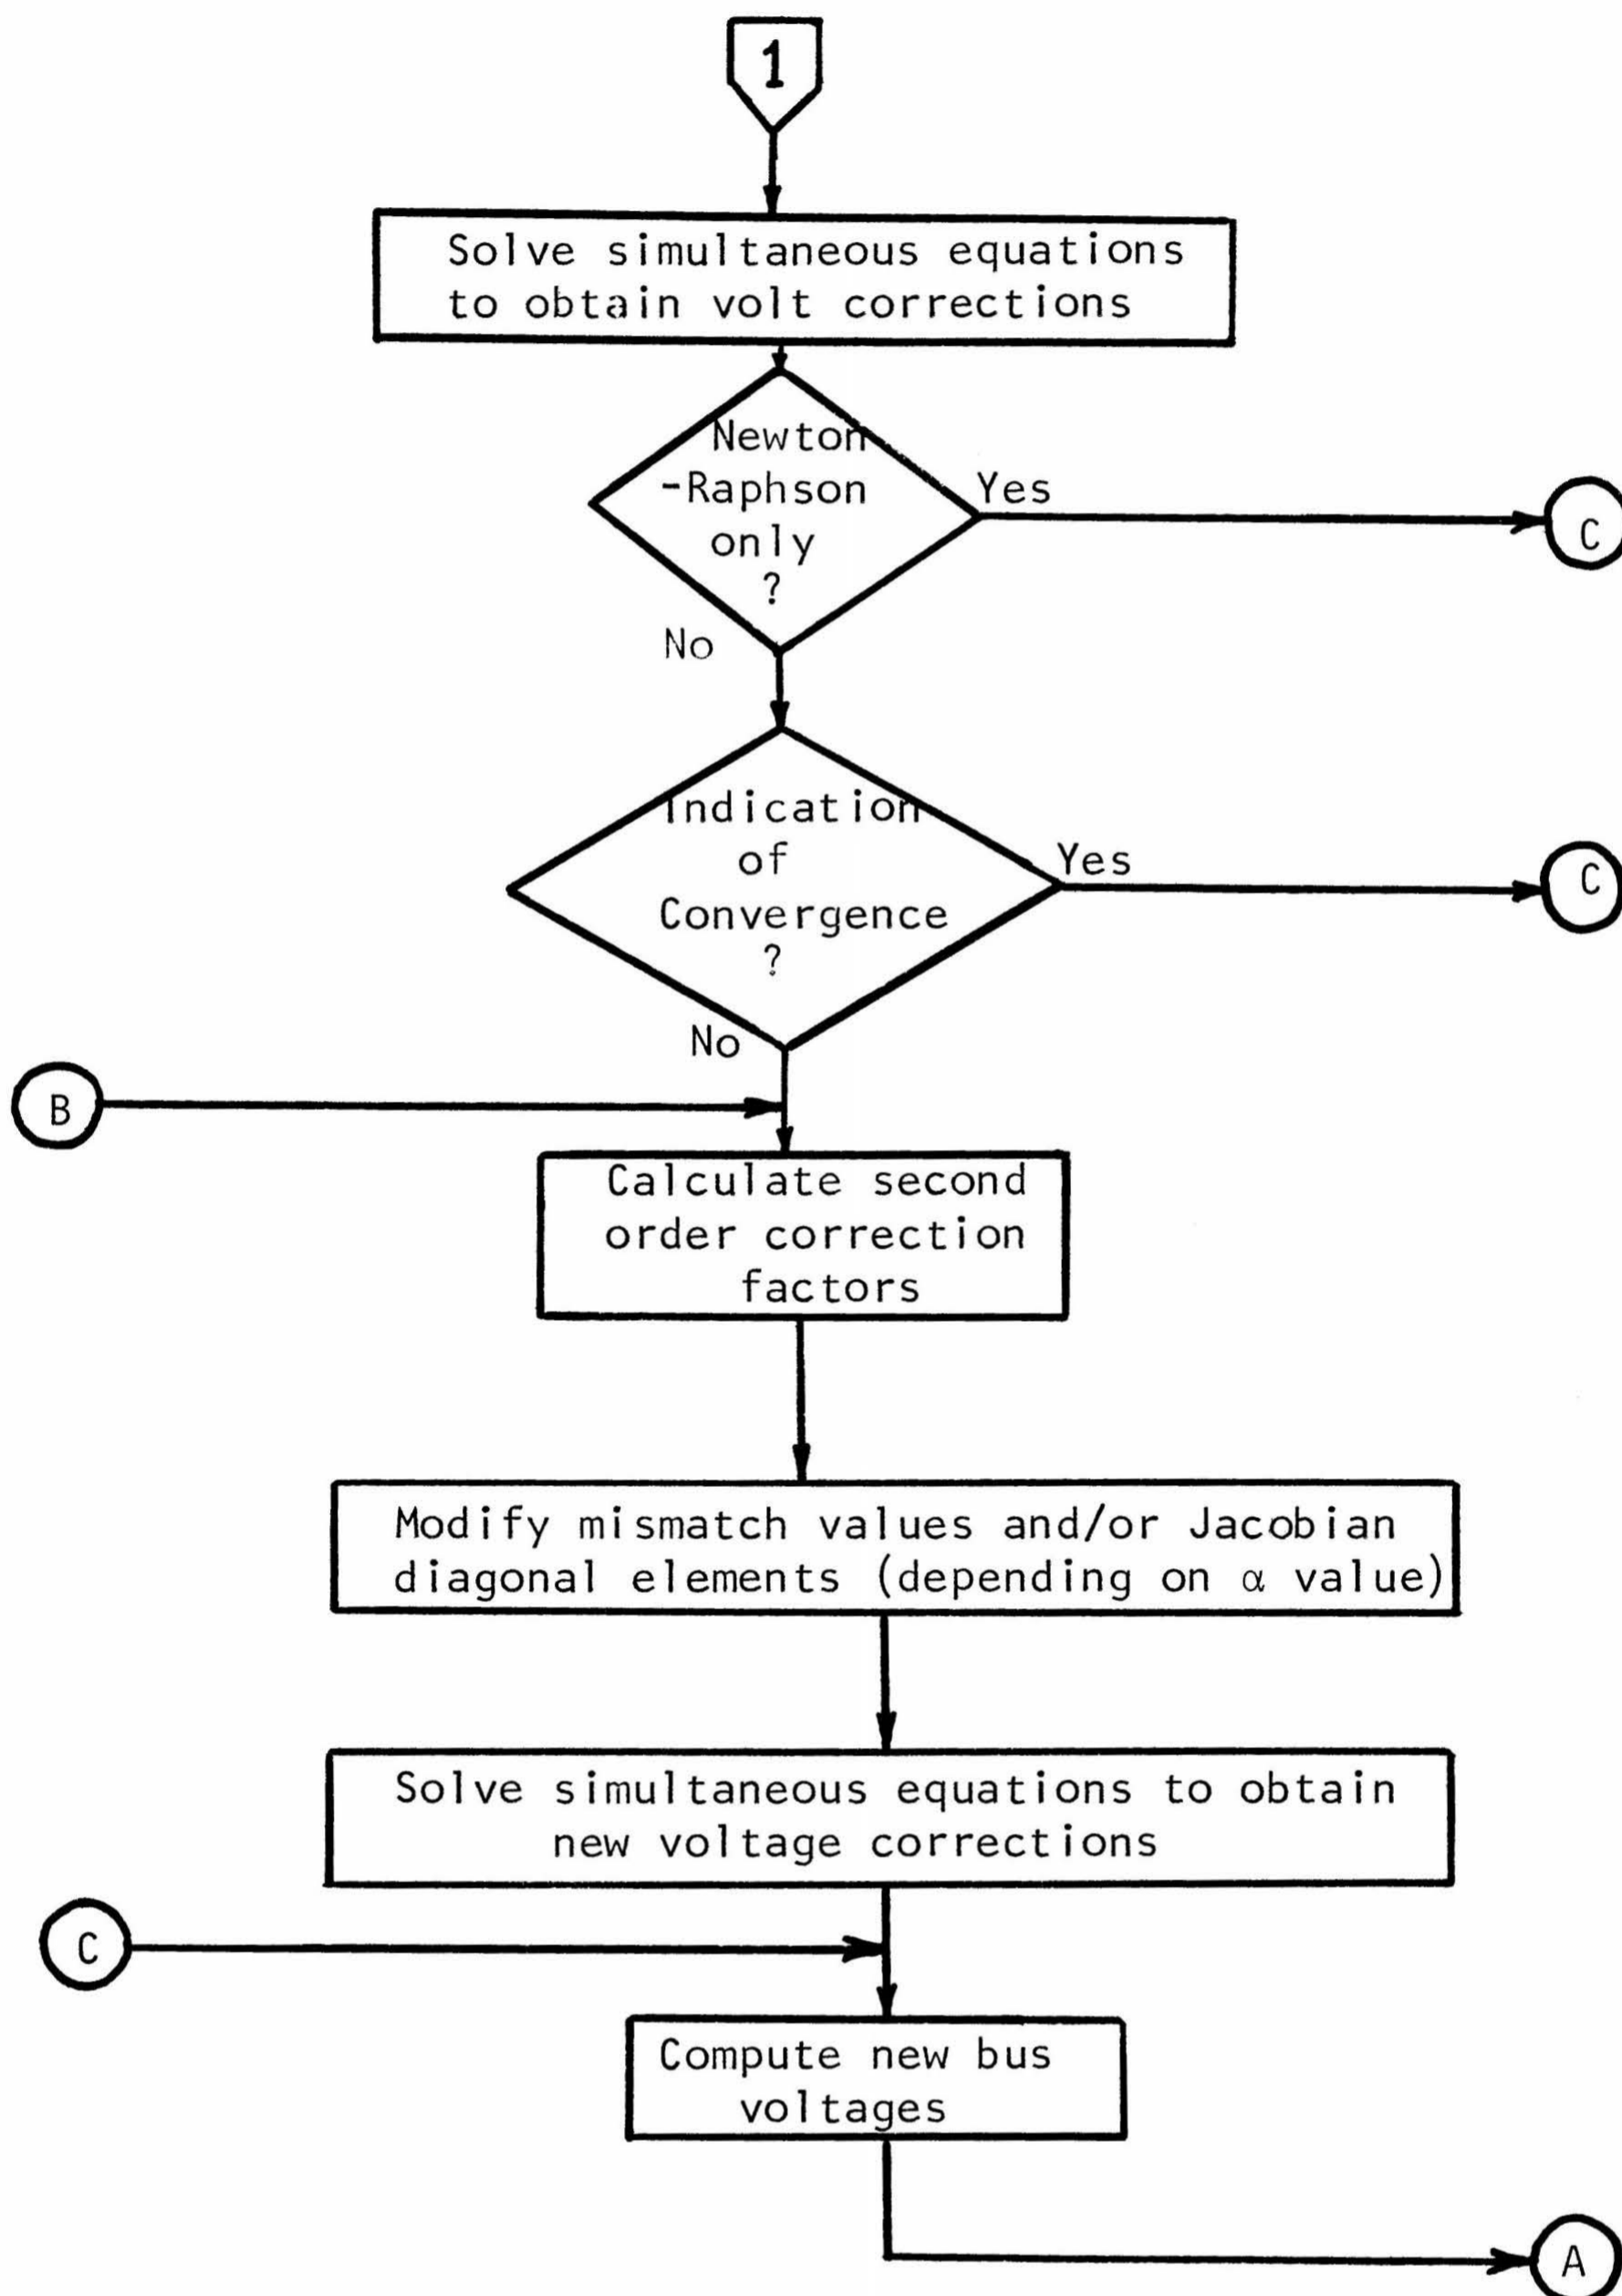 1
Solve simultaneous equations
to obtain volt corrections
Newton
-Raphson
only
?
Yes
C
No
Indication
of
Convergence
?
Yes
C
No
B
Calculate second
order correction
factors
Modify mismatch values and/or Jacobian
diagonal elements (depending on α value)
Solve simultaneous equations to obtain
new voltage corrections
C
Compute new bus
voltages
A